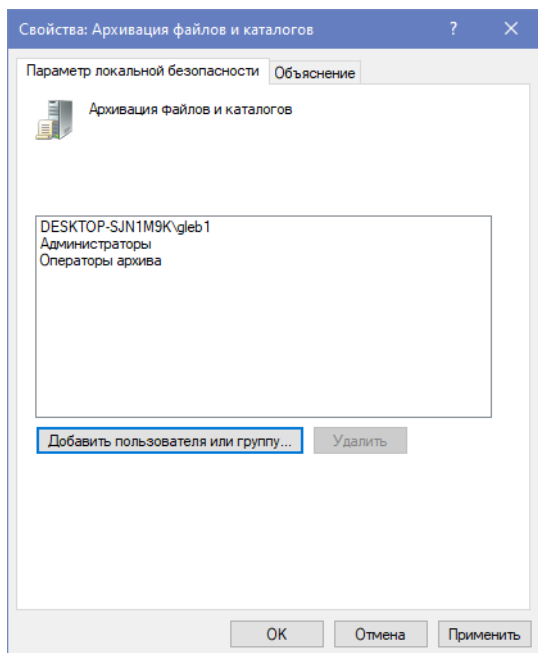 Свойства: Архивация файлов и каталогов ? ×
Параметр локальной безопасности Объяснение
Архивация файлов и каталогов
DESKTOP-SJN1M9K\gleb1
Администраторы
Операторы архива
Добавить пользователя или группу... Удалить
OK Отмена Применить